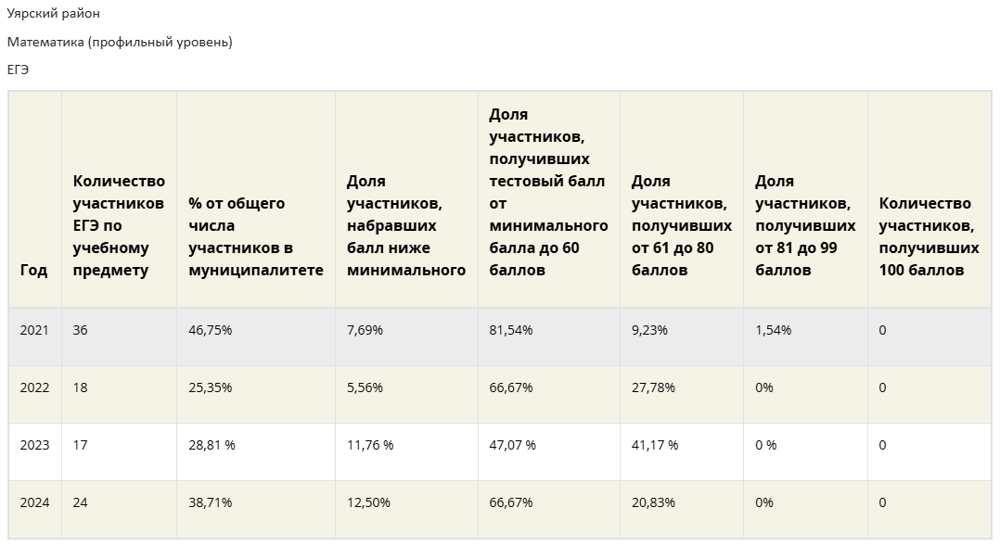 Уярский район
Математика (профильный уровень)
ЕГЭ
Год
Количество
участников
ЕГЭ по
учебному
предмету
% от общего
числа
участников в
муниципалитете
Доля
участников,
набравших
балл ниже
минимального
Доля
участников,
получивших
тестовый балл
от
минимального
балла до 60
баллов
Доля
участников,
получивших
от 61 до 80
баллов
Доля
участников,
получивших
от 81 до 99
баллов
Количество
участников,
получивших
100 баллов
2021 36 46,75% 7,69% 81,54% 9,23% 1,54% 0
2022 18 25,35% 5,56% 66,67% 27,78% 0% 0
2023 17 28,81 % 11,76 % 47,07 % 41,17 % 0 % 0
2024 24 38,71% 12,50% 66,67% 20,83% 0% 0